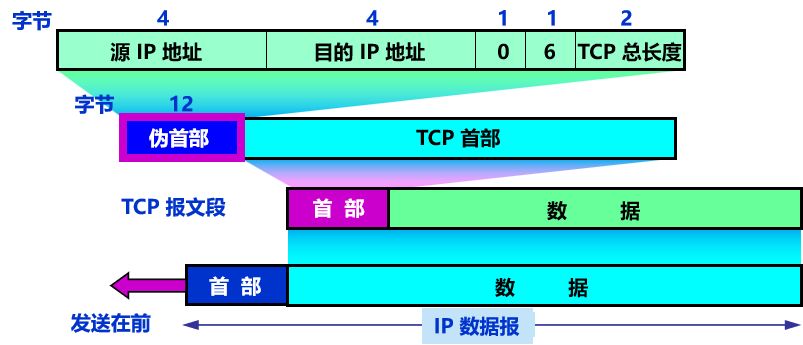 字节 4 4 1 1 2
源 IP 地址 目的 IP 地址 0 6 TCP 总长度
字节 12
伪首部 TCP 首部
TCP 报文段 首 部 数 据
首 部 数 据
发送在前 IP 数据报